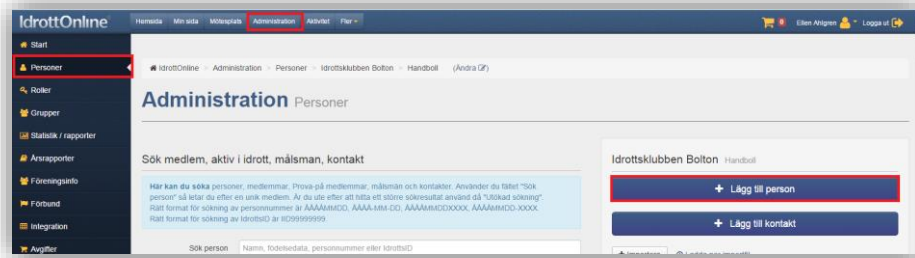 IdrottOnline
Hemsida Min sida Mötesplats Administration Aktivitet Fler
0 Ellen Ahlgren Logga ut
Start
Personer
IdrottOnline > Administration > Personer > Idrottsklubben Bolton > Handboll (Ändra)
Roller
Administration Personer
Grupper
Statistik / rapporter
Årsrapporter
Sök medlem, aktiv i idrott, målsman, kontakt
Idrottsklubben Bolton Handboll
Föreningsinfo
Här kan du söka personer, medlemmar, Prova-på medlemmar, målsmän och kontakter. Använder du fältet "Sök
person" så letar du efter en unik medlem. Är du ute efter att hitta ett större sökresultat använd då "Utökad sökning".
Rätt format för sökning av personnummer är ÅÅÅÅMMDD, ÅÅÅÅ-MM-DD, ÅÅÅÅMMDDXXXX, ÅÅÅÅMMDD-XXXX.
Rätt format för sökning av IdrottsID är IID99999999.
+ Lägg till person
Förbund
Integration
+ Lägg till kontakt
Avgifter
Sök person Namn, födelsedata, personnummer eller IdrottsID